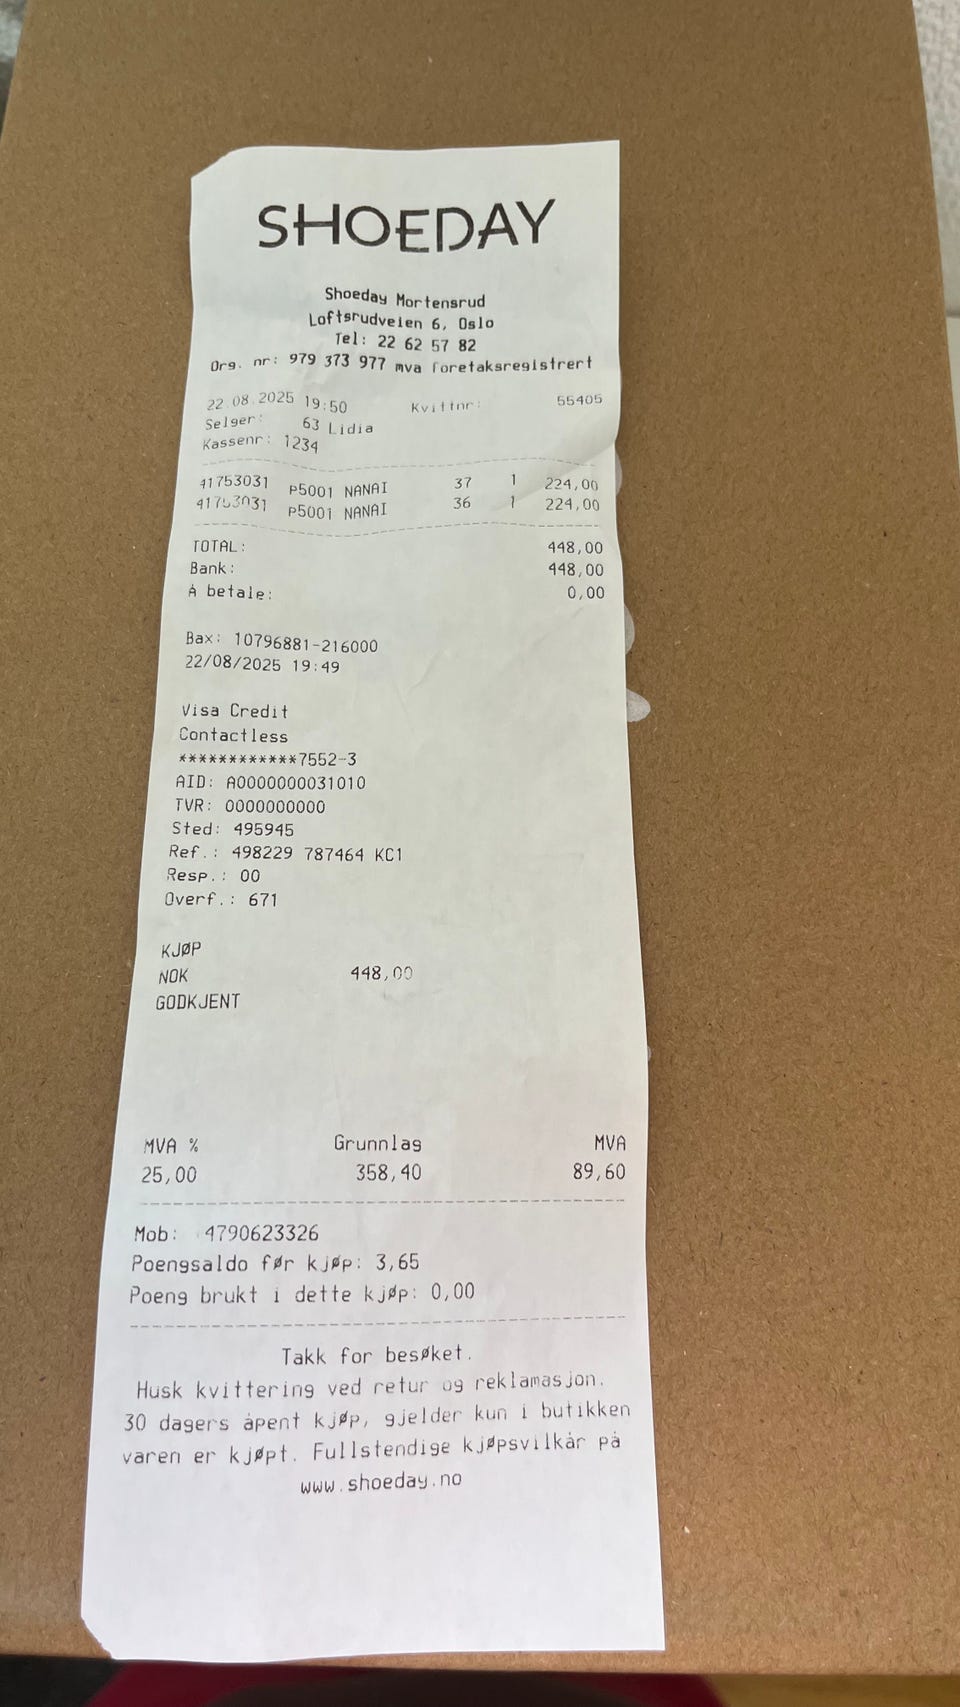 SHOEDAY
Shoeday Mortensrud
Loftsrudveien 6, Oslo
Tel: 22 62 57 82
Org. nr: 979 373 977 mva foretaksregistrert
22.08.2025 19:50 Kvittnr: 55405
Selger: 63 Lidia
Kassenr: 1234
41753031 P5001 NANAI 37 1 224,00
41753031 P5001 NANAI 36 1 224,00
TOTAL: 448,00
Bank: 448,00
Å betale: 0,00
Bax: 10796881-216000
22/08/2025 19:49
Visa Credit
Contactless
************7552-3
AID: A0000000031010
TVR: 0000000000
Sted: 495945
Ref.: 498229 787464 KC1
Resp.: 00
Overf.: 671
KJØP
NOK 448,00
GODKJENT
MVA % Grunnlag MVA
25,00 358,40 89,60
Mob: 4790623326
Poengsaldo før kjøp: 3,65
Poeng brukt i dette kjøp: 0,00
Takk for besøket.
Husk kvittering ved retur og reklamasjon.
30 dagers åpent kjøp, gjelder kun i butikken
varen er kjøpt. Fullstendige kjøpsvilkår på
www.shoeday.no